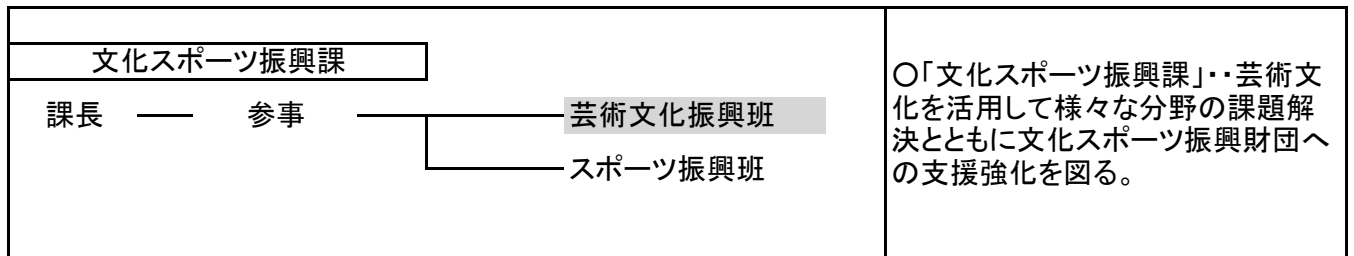 文化スポーツ振興課
課長 参事 芸術文化振興班
スポーツ振興班
〇「文化スポーツ振興課」・・芸術文
化を活用して様々な分野の課題解
決とともに文化スポーツ振興財団へ
の支援強化を図る。